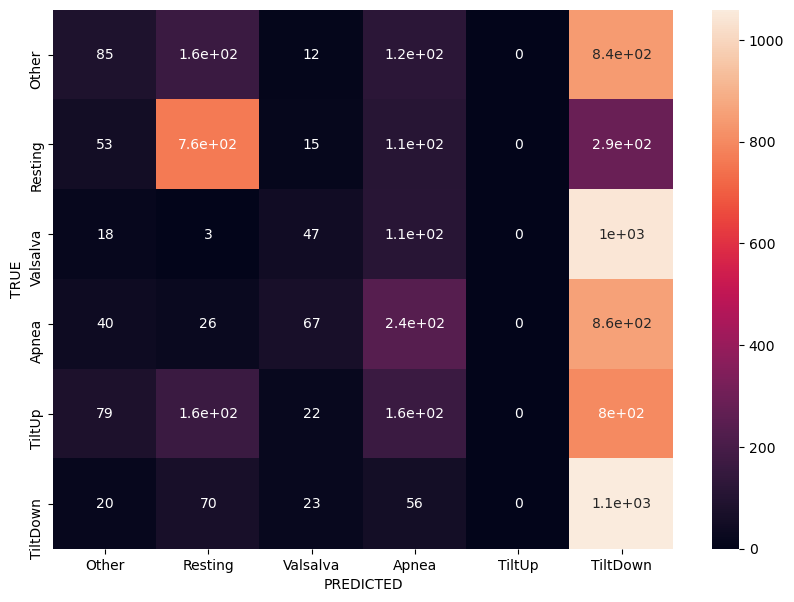 Other 85 1.6e+02 12 1.2e+02 0 8.4e+02
Resting 53 7.6e+02 15 1.1e+02 0 2.9e+02
Valsalva 18 3 47 1.1e+02 0 1e+03
Apnea 40 26 67 2.4e+02 0 8.6e+02
TiltUp 79 1.6e+02 22 1.6e+02 0 8e+02
TiltDown 20 70 23 56 0 1.1e+03
TRUE
Other Resting Valsalva Apnea TiltUp TiltDown
PREDICTED
1000
800
600
400
200
0